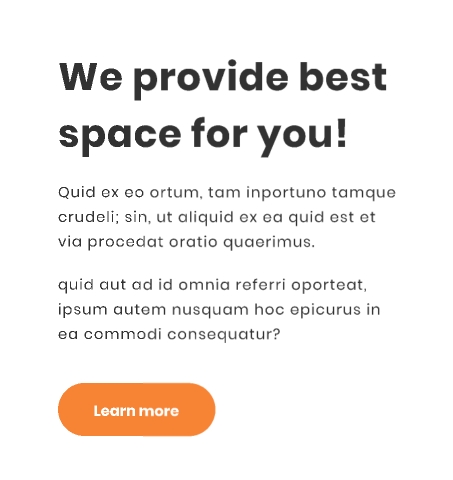 We provide best
space for you!
Quid ex eo ortum, tam inportuno tamque
crudeli; sin, ut aliquid ex ea quid est et
via procedat oratio quaerimus.
quid aut ad id omnia referri oporteat,
ipsum autem nusquam hoc epicurus in
ea commodi consequatur?
Learn more